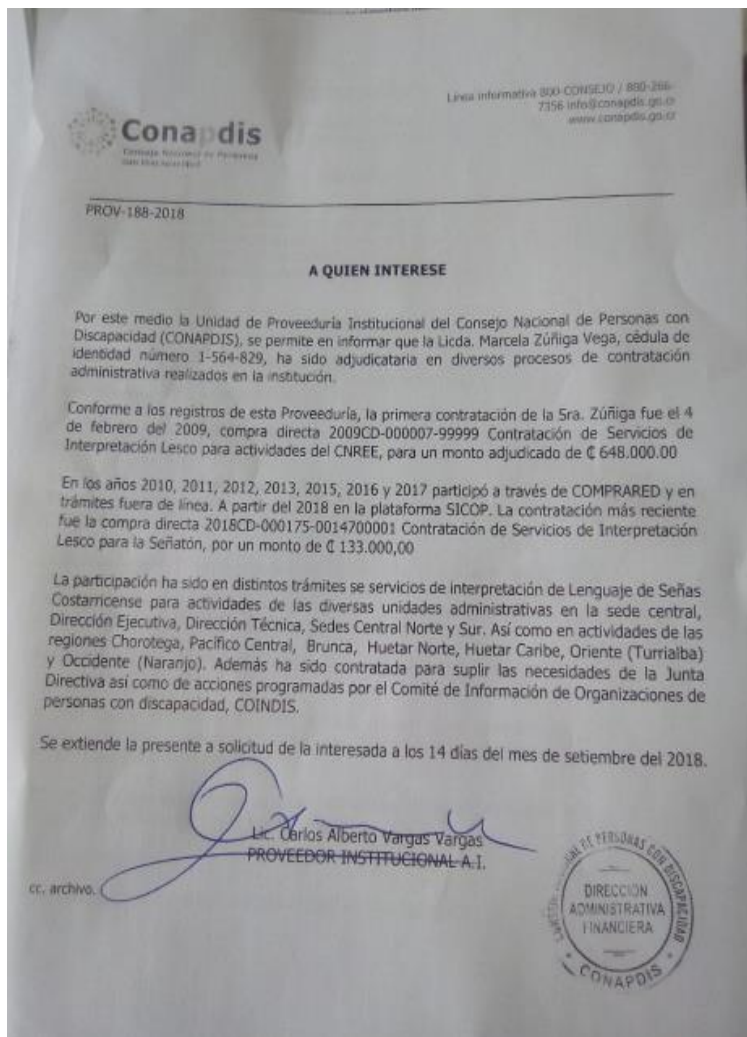 Línea informativa 800-CONSEJO / 800-266-
7356 info@conapdis.go.cr
www.conapdis.go.cr
Conapdis
Consejo Nacional de Personas
con Discapacidad
PROV-188-2018
A QUIEN INTERESE
Por este medio la Unidad de Proveeduría Institucional del Consejo Nacional de Personas con
Discapacidad (CONAPDIS), se permite en informar que la Licda. Marcela Zúñiga Vega, cédula de
identidad número 1-564-829, ha sido adjudicataria en diversos procesos de contratación
administrativa realizados en la institución.
Conforme a los registros de esta Proveeduría, la primera contratación de la Sra. Zúñiga fue el 4
de febrero del 2009, compra directa 2009CD-000007-99999 Contratación de Servicios de
Interpretación Lesco para actividades del CNREE, para un monto adjudicado de ₡ 648.000.00
En los años 2010, 2011, 2012, 2013, 2015, 2016 y 2017 participó a través de COMPRARED y en
trámites fuera de línea. A partir del 2018 en la plataforma SICOP. La contratación más reciente
fue la compra directa 2018CD-000175-0014700001 Contratación de Servicios de Interpretación
Lesco para la Señatón, por un monto de ₡ 133.000,00
La participación ha sido en distintos trámites se servicios de interpretación de Lenguaje de Señas
Costarricense para actividades de las diversas unidades administrativas en la sede central,
Dirección Ejecutiva, Dirección Técnica, Sedes Central Norte y Sur. Así como en actividades de las
regiones Chorotega, Pacífico Central, Brunca, Huetar Norte, Huetar Caribe, Oriente (Turrialba)
y Occidente (Naranjo). Además ha sido contratada para suplir las necesidades de la Junta
Directiva así como de acciones programadas por el Comité de Información de Organizaciones de
personas con discapacidad, COINDIS.
Se extiende la presente a solicitud de la interesada a los 14 días del mes de setiembre del 2018.
Lic. Carlos Alberto Vargas Vargas
PROVEEDOR INSTITUCIONAL A.I.
cc. archivo.
NAL DE PERSONAS CON DISCAPACIDAD
DIRECCIÓN
ADMINISTRATIVA
FINANCIERA
CONAPDIS